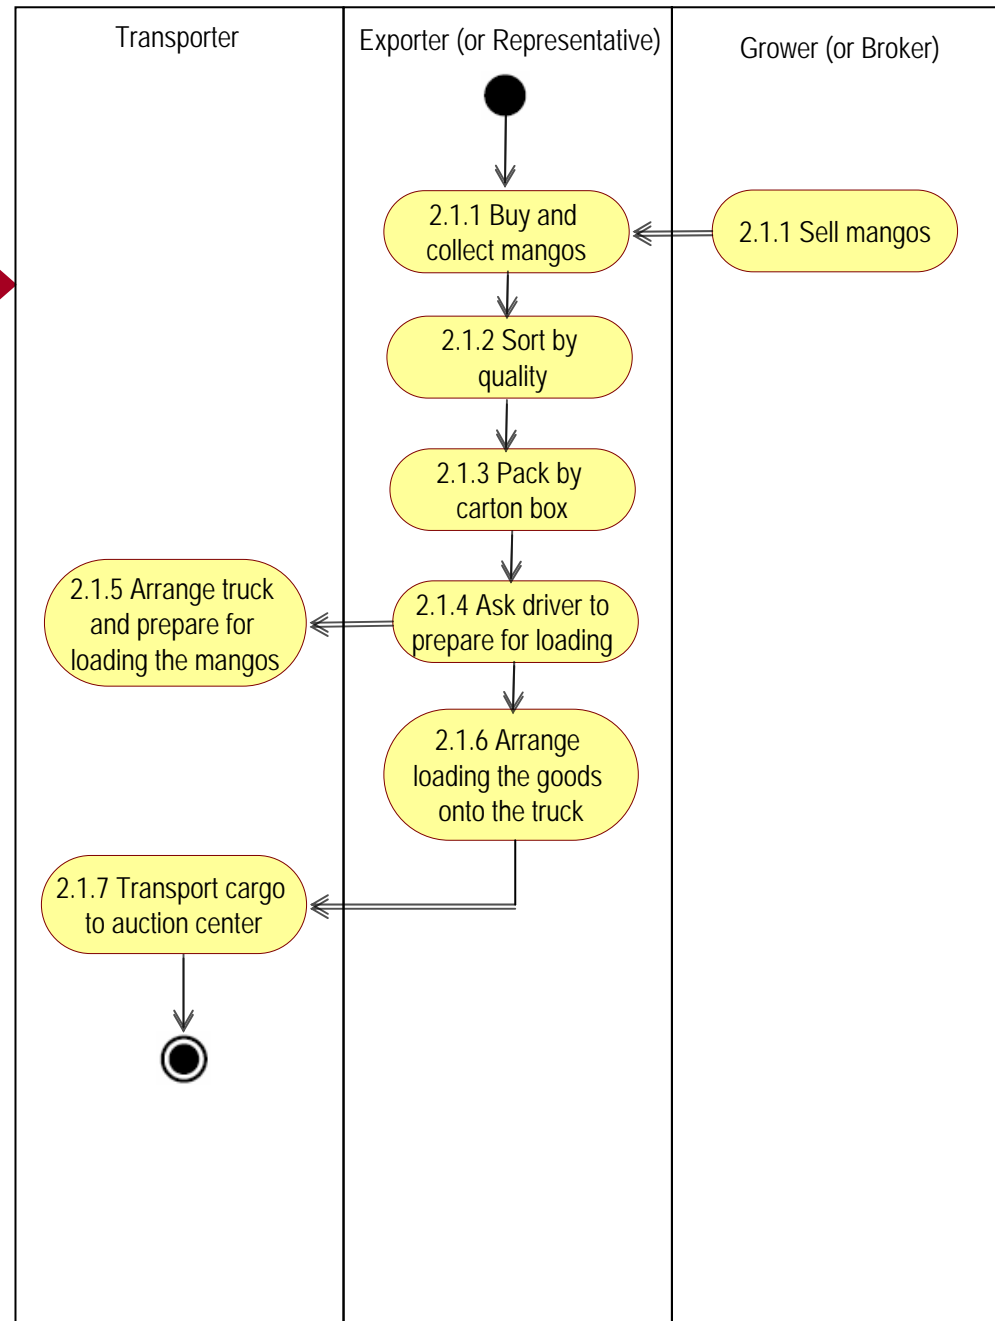 Transporter
Exporter (or Representative)
Grower (or Broker)
2.1.1 Buy and
collect mangos
2.1.1 Sell mangos
2.1.2 Sort by
quality
2.1.3 Pack by
carton box
2.1.4 Ask driver to
prepare for loading
2.1.5 Arrange truck
and prepare for
loading the mangos
2.1.6 Arrange
loading the goods
onto the truck
2.1.7 Transport cargo
to auction center